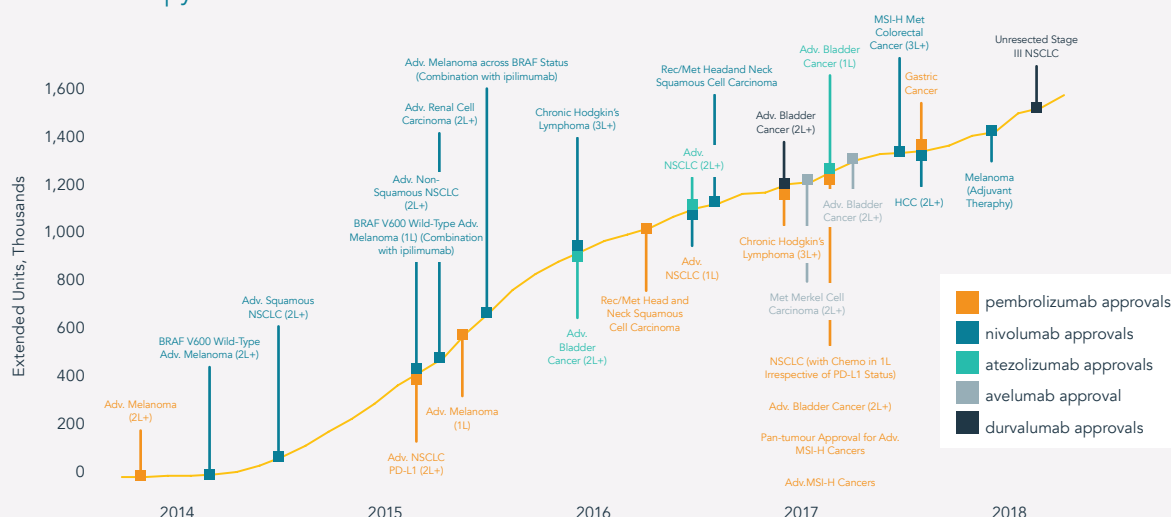 py
Extended Units, Thousands
1,600
1,400
1,200
1,000
800
600
400
200
0
2014
2015
2016
2017
2018
Adv. Melanoma
(2L+)
BRAF V600 Wild-Type
Adv. Melanoma (2L+)
Adv. Squamous
NSCLC (2L+)
Adv. Melanoma across BRAF Status
(Combination with ipilimumab)
Adv. Renal Cell
Carcinoma (2L+)
Adv. Non-
Squamous NSCLC
(2L+)
BRAF V600 Wild-Type Adv.
Melanoma (1L) (Combination
with ipilimumab)
Adv. NSCLC
PD-L1 (2L+)
Adv. Melanoma
(1L)
Chronic Hodgkin's
Lymphoma (3L+)
Adv.
Bladder
Cancer (2L+)
Rec/Met Head and
Neck Squamous
Cell Carcinoma
Rec/Met Headand Neck
Squamous Cell Carcinoma
Adv.
NSCLC (2L+)
Adv.
NSCLC (1L)
Adv. Bladder
Cancer (2L+)
Chronic Hodgkin's
Lymphoma (3L+)
Met Merkel Cell
Carcinoma (2L+)
Adv. Bladder
Cancer (1L)
NSCLC (with Chemo in 1L
Irrespective of PD-L1 Status)
Adv. Bladder Cancer (2L+)
Pan-tumour Approval for Adv.
MSI-H Cancers
Adv.MSI-H Cancers
Adv. Bladder
Cancer (2L+)
MSI-H Met
Colorectal
Cancer (3L+)
Gastric
Cancer
HCC (2L+)
Melanoma
(Adjuvant
Theraphy)
Unresected Stage
III NSCLC
pembrolizumab approvals
nivolumab approvals
atezolizumab approvals
avelumab approval
durvalumab approvals